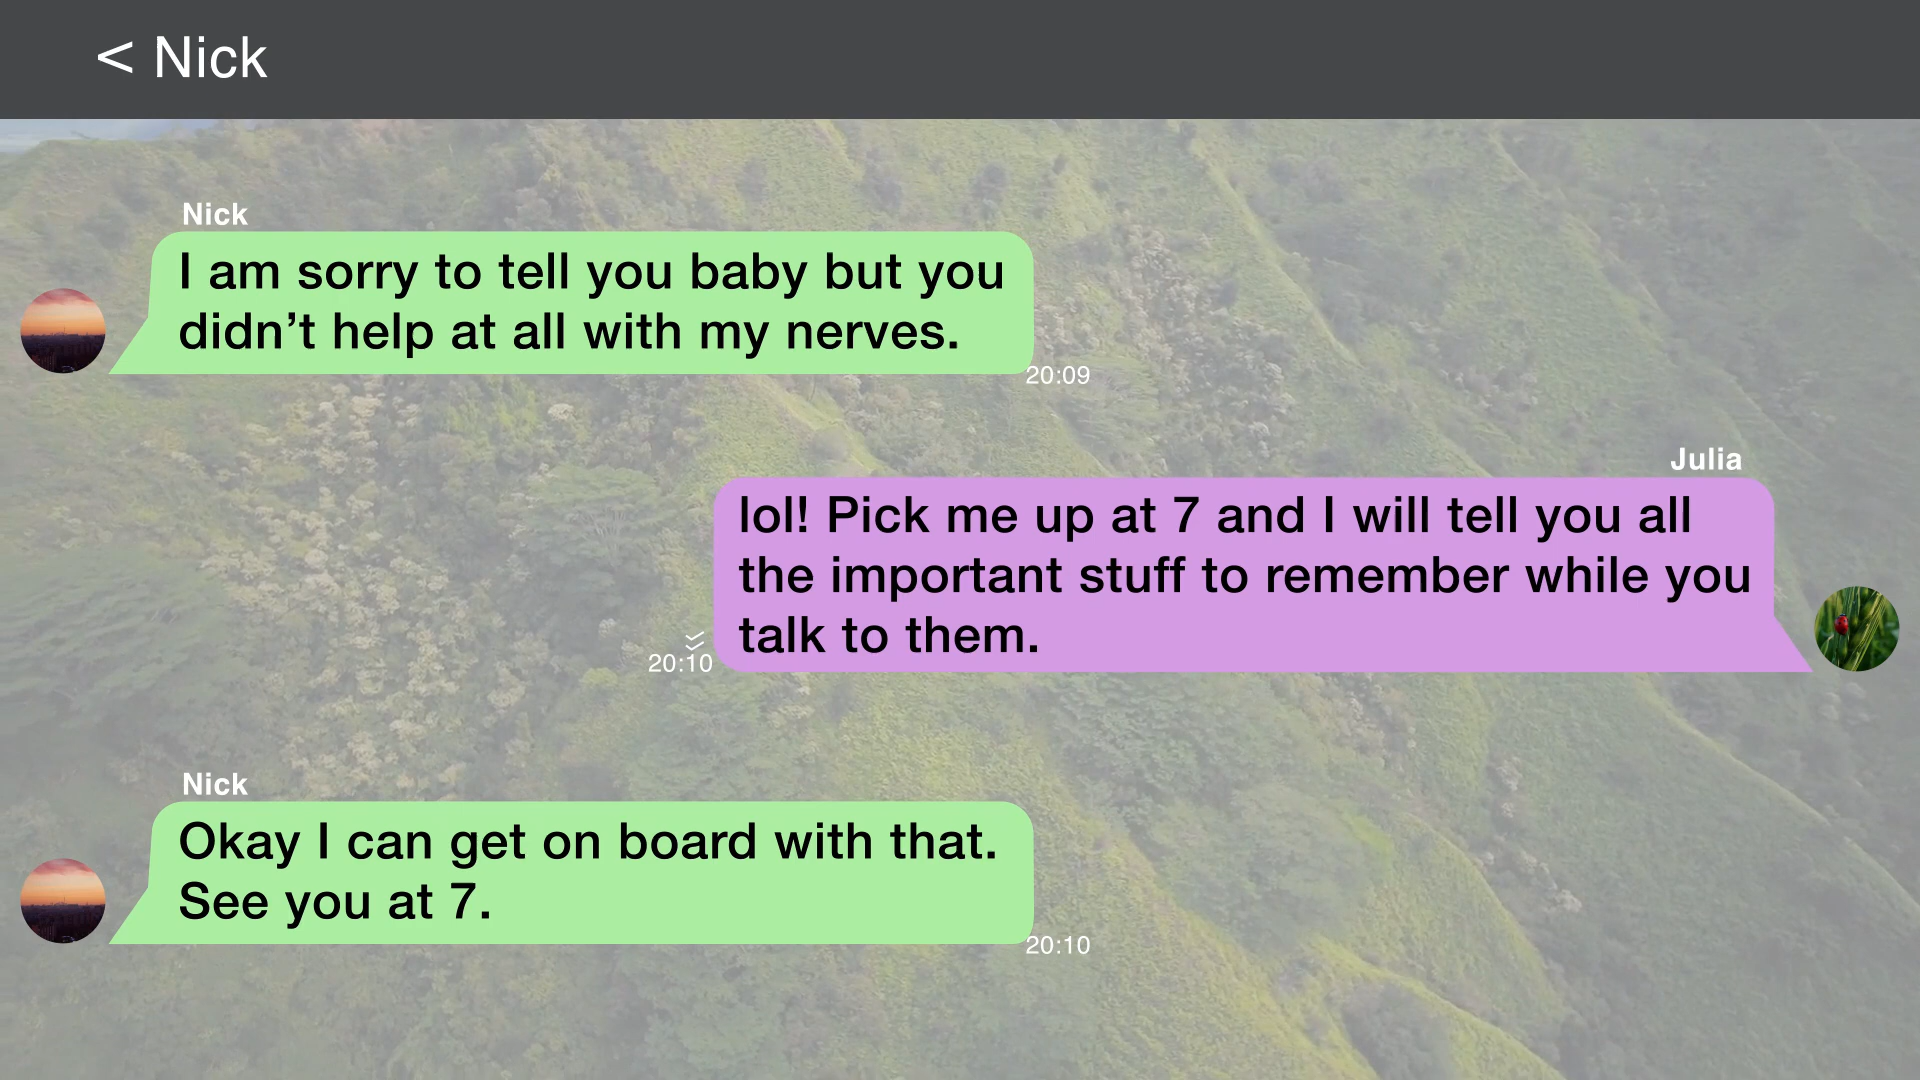 < Nick
Nick
I am sorry to tell you baby but you
didn’t help at all with my nerves.
20:09
Julia
lol! Pick me up at 7 and I will tell you all
the important stuff to remember while you
talk to them.
20:10
Nick
Okay I can get on board with that.
See you at 7.
20:10